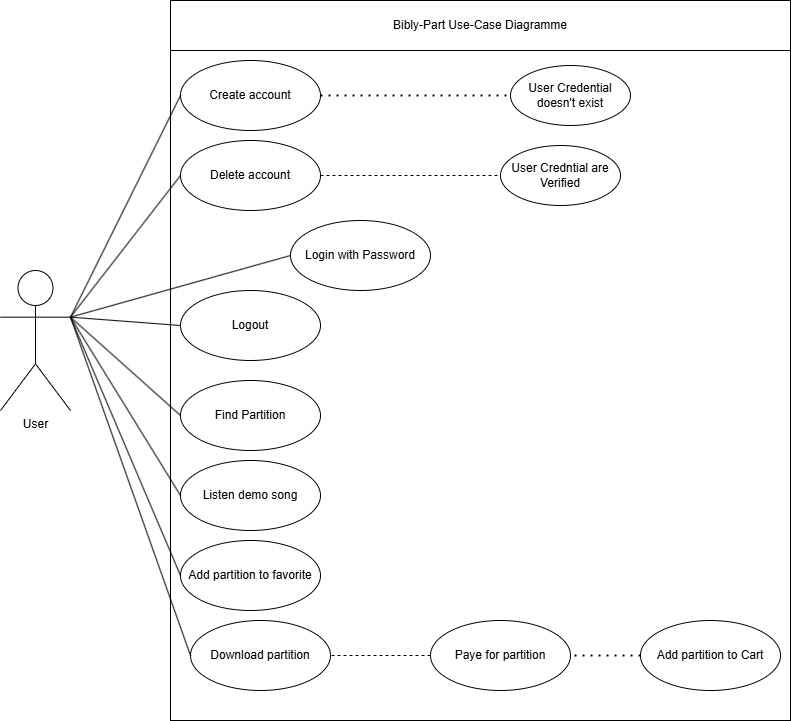 Bibly-Part Use-Case Diagramme
Create account
User Credential
doesn't exist
Delete account
User Credntial are
Verified
Login with Password
Logout
User
Find Partition
Listen demo song
Add partition to favorite
Download partition
Paye for partition
Add partition to Cart